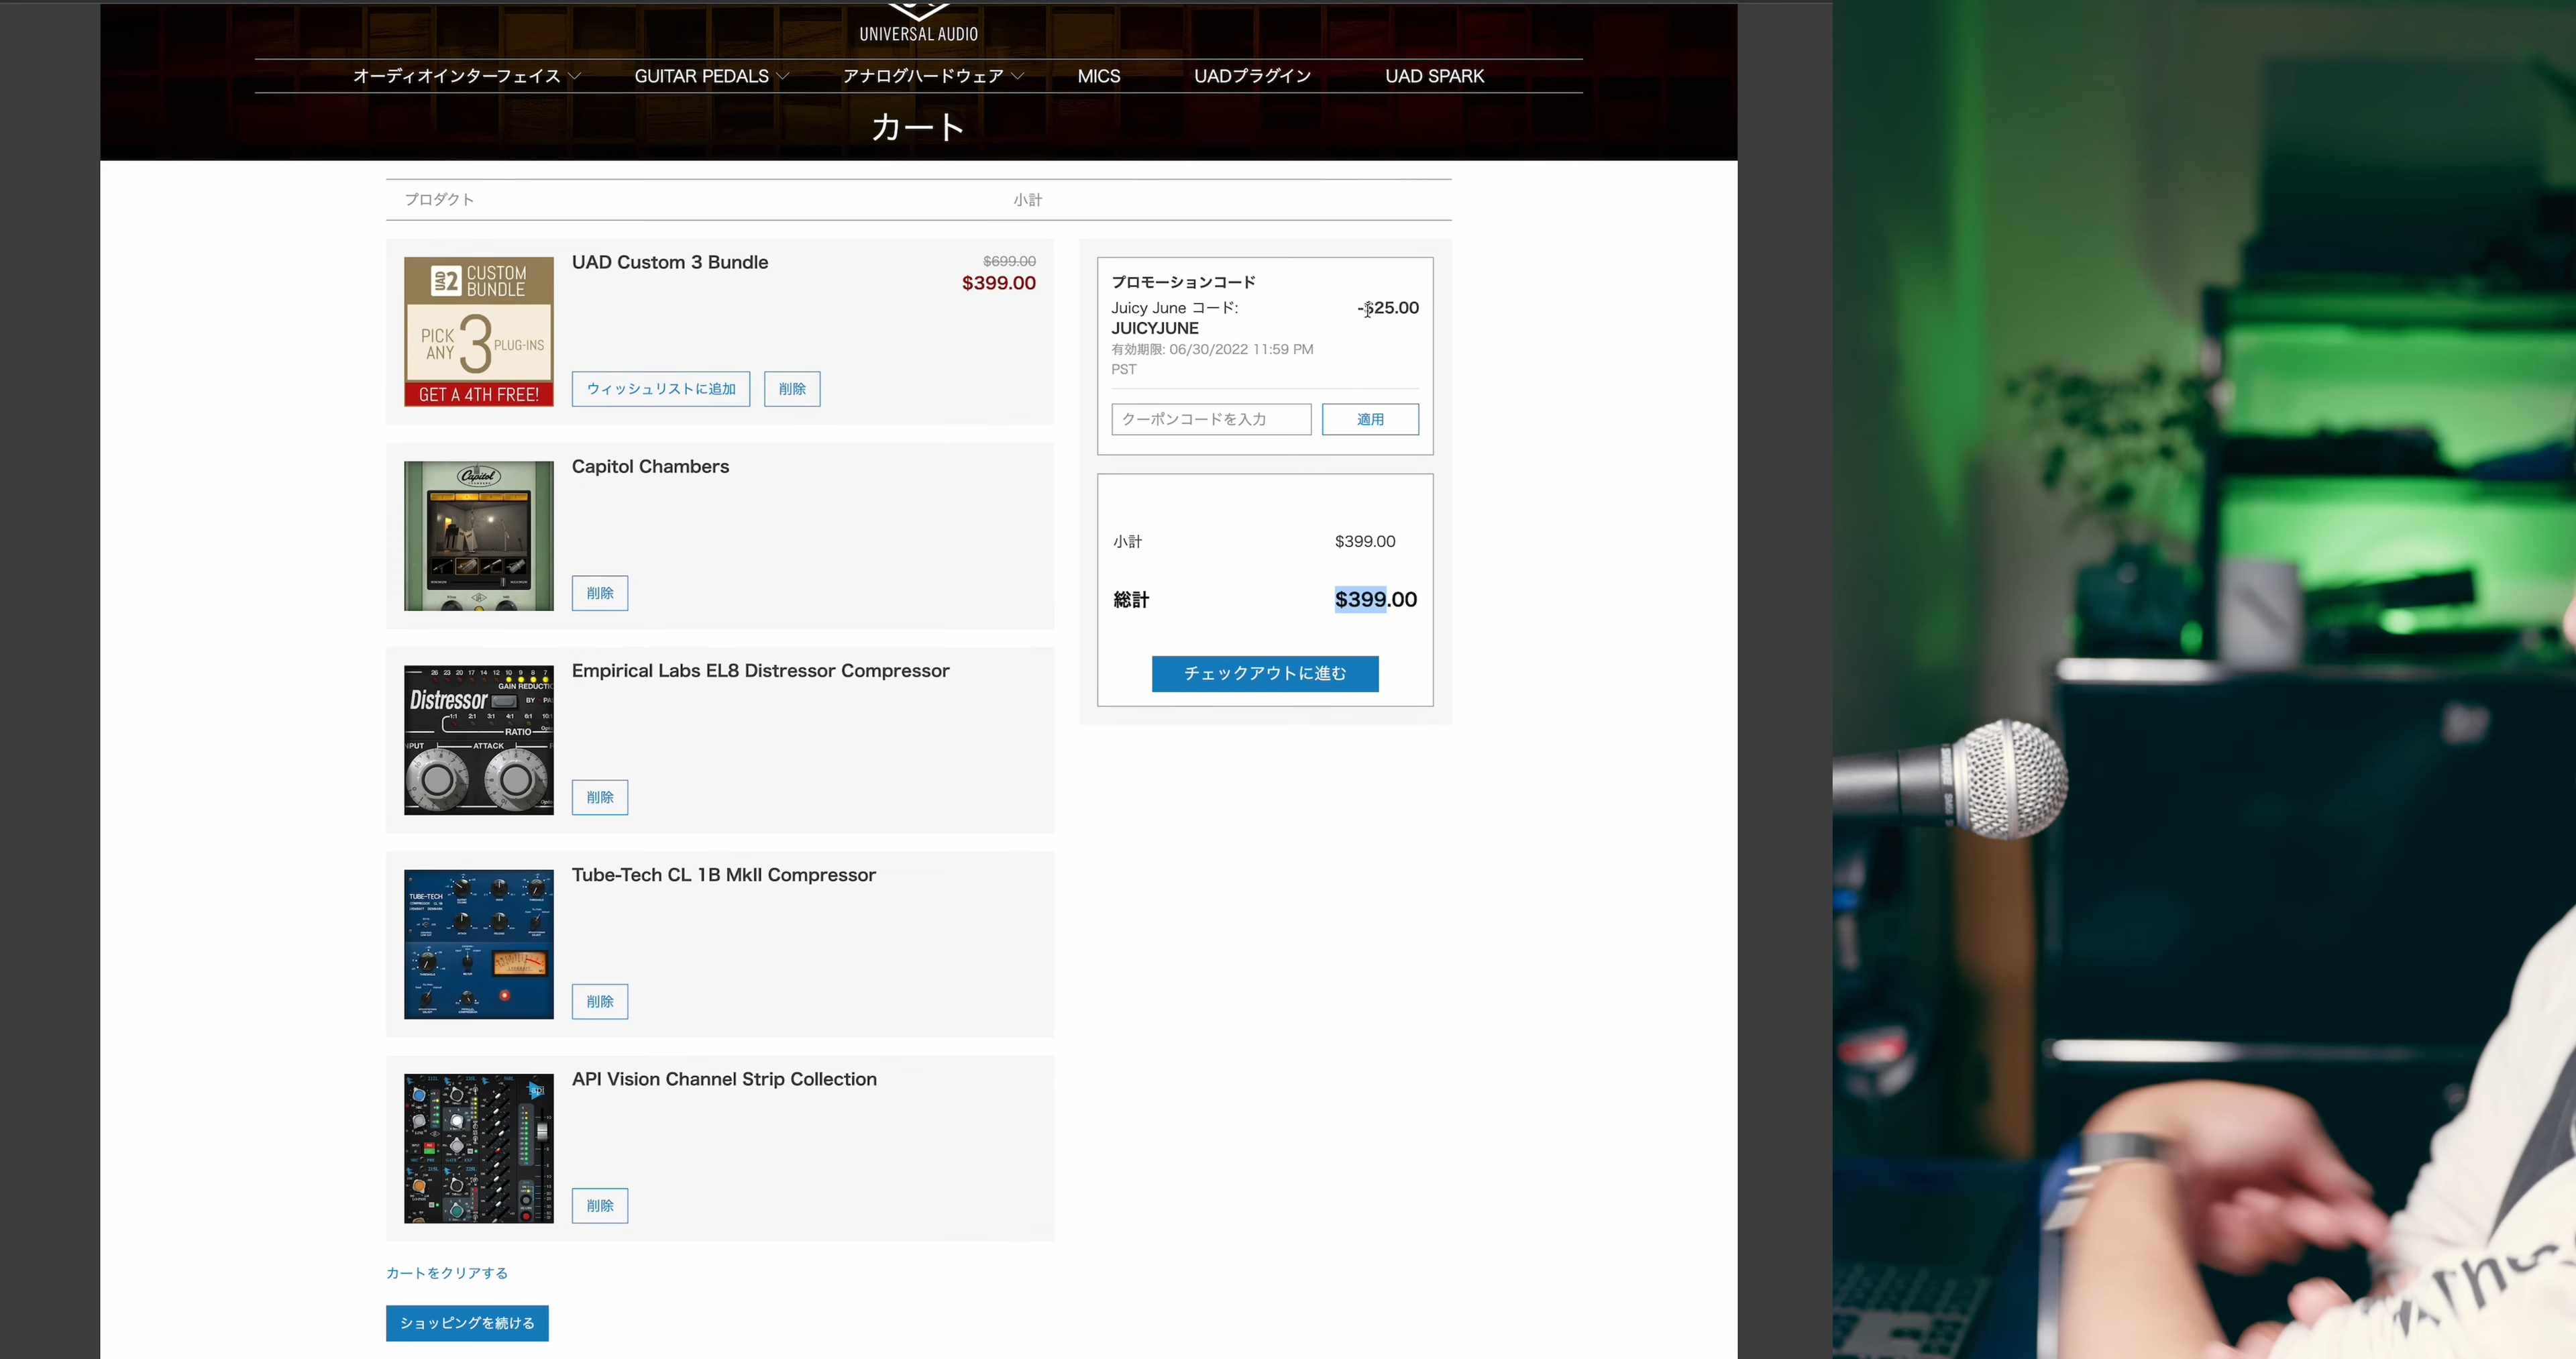 UNIVERSAL AUDIO
オーディオインターフェイス GUITAR PEDALS アナログハードウェア MICS UADプラグイン UAD SPARK
カート
プロダクト 小計
UAD Custom 3 Bundle
$699.00
$399.00
UAD 2 CUSTOM BUNDLE
PICK ANY 3 PLUG-INS
GET A 4TH FREE!
ウィッシュリストに追加 削除
プロモーションコード
Juicy June コード: -$25.00
JUICYJUNE
有効期限: 06/30/2022 11:59 PM
PST
クーポンコードを入力 適用
Capitol Chambers
Capitol
削除
小計 $399.00
総計 $399.00
チェックアウトに進む
Empirical Labs EL8 Distressor Compressor
GAIN REDUCTIO
Distressor
RATIO
ATTACK
削除
Tube-Tech CL 1B MkII Compressor
TUBE-TECH
削除
API Vision Channel Strip Collection
api
削除
カートをクリアする
ショッピングを続ける